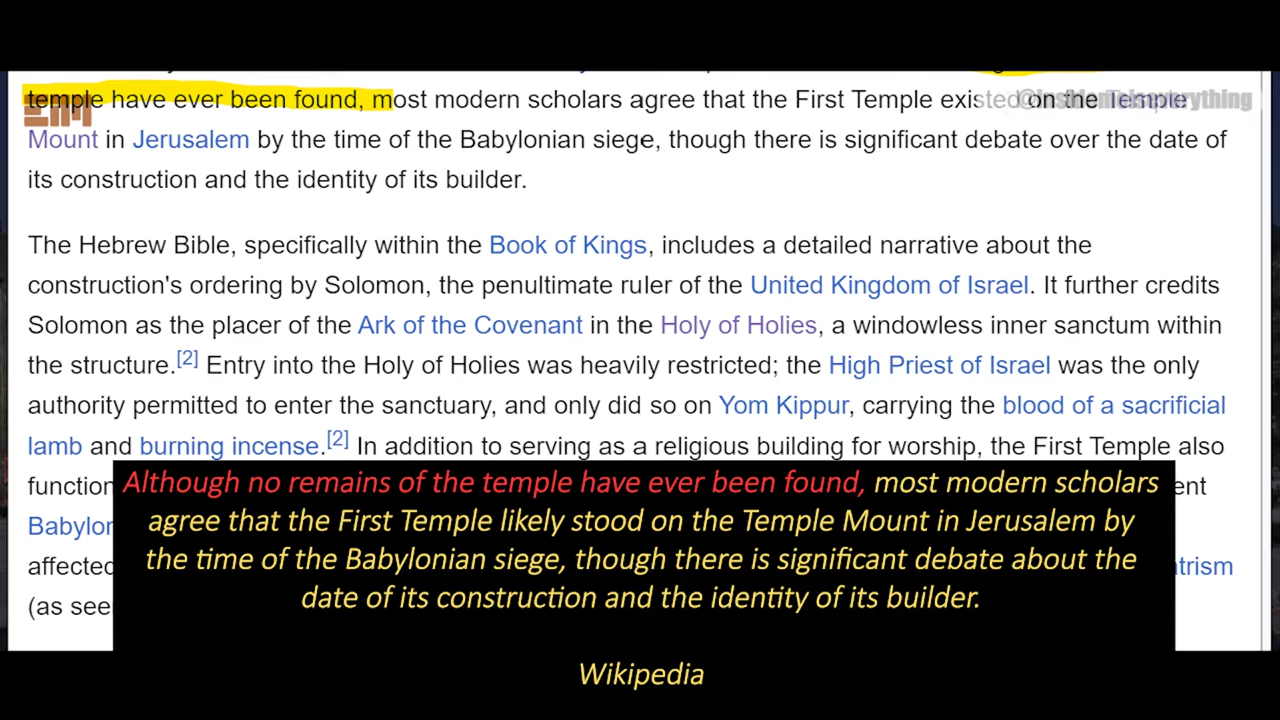 temple have ever been found, most modern scholars agree that the First Temple existed on the Temple
Mount in Jerusalem by the time of the Babylonian siege, though there is significant debate over the date of
its construction and the identity of its builder.
The Hebrew Bible, specifically within the Book of Kings, includes a detailed narrative about the
construction's ordering by Solomon, the penultimate ruler of the United Kingdom of Israel. It further credits
Solomon as the placer of the Ark of the Covenant in the Holy of Holies, a windowless inner sanctum within
the structure.[2] Entry into the Holy of Holies was heavily restricted; the High Priest of Israel was the only
authority permitted to enter the sanctuary, and only did so on Yom Kippur, carrying the blood of a sacrificial
lamb and burning incense.[2] In addition to serving as a religious building for worship, the First Temple also
function
Babylon
affected
(as see
Although no remains of the temple have ever been found, most modern scholars
agree that the First Temple likely stood on the Temple Mount in Jerusalem by
the time of the Babylonian siege, though there is significant debate about the
date of its construction and the identity of its builder.
Wikipedia